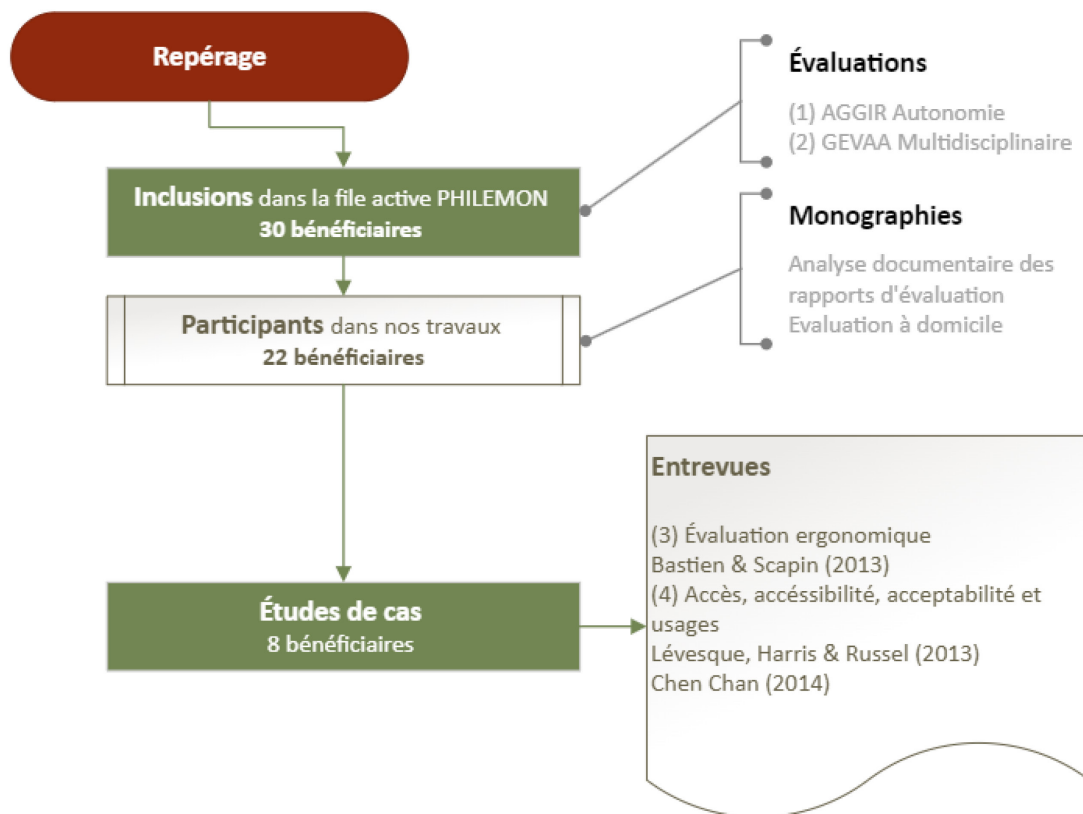 Repérage
Inclusions dans la file active PHILEMON
30 bénéficiaires
Évaluations
(1) AGGIR Autonomie
(2) GEVAA Multidisciplinaire
Participants dans nos travaux
22 bénéficiaires
Monographies
Analyse documentaire des
rapports d'évaluation
Evaluation à domicile
Études de cas
8 bénéficiaires
Entrevues
(3) Évaluation ergonomique
Bastien & Scapin (2013)
(4) Accès, accéssibilité, acceptabilité et
usages
Lévesque, Harris & Russel (2013)
Chen Chan (2014)